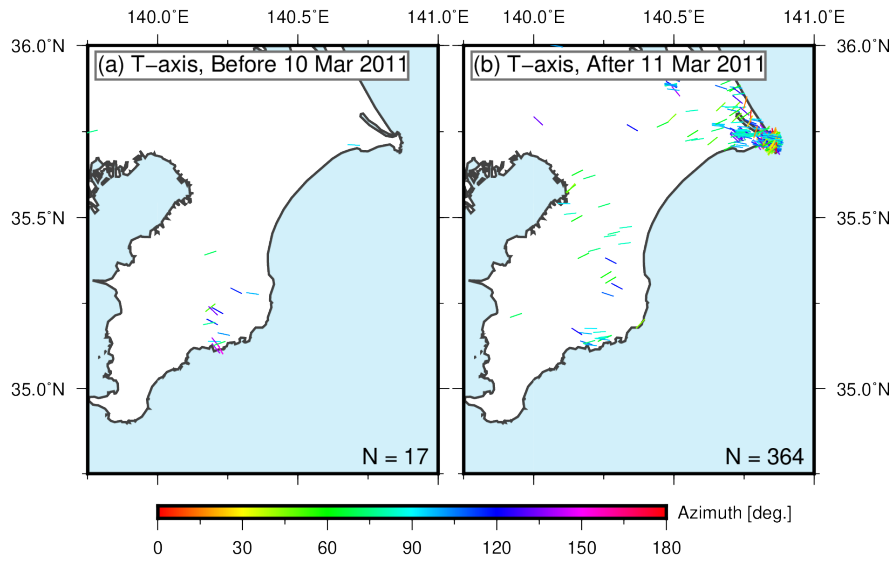 140.0°E 140.5°E 141.0°E 140.0°E 140.5°E 141.0°E
36.0°N 36.0°N
(a) T−axis, Before 10 Mar 2011 (b) T−axis, After 11 Mar 2011
35.5°N 35.5°N
35.0°N 35.0°N
N = 17 N = 364
Azimuth [deg.]
0 30 60 90 120 150 180